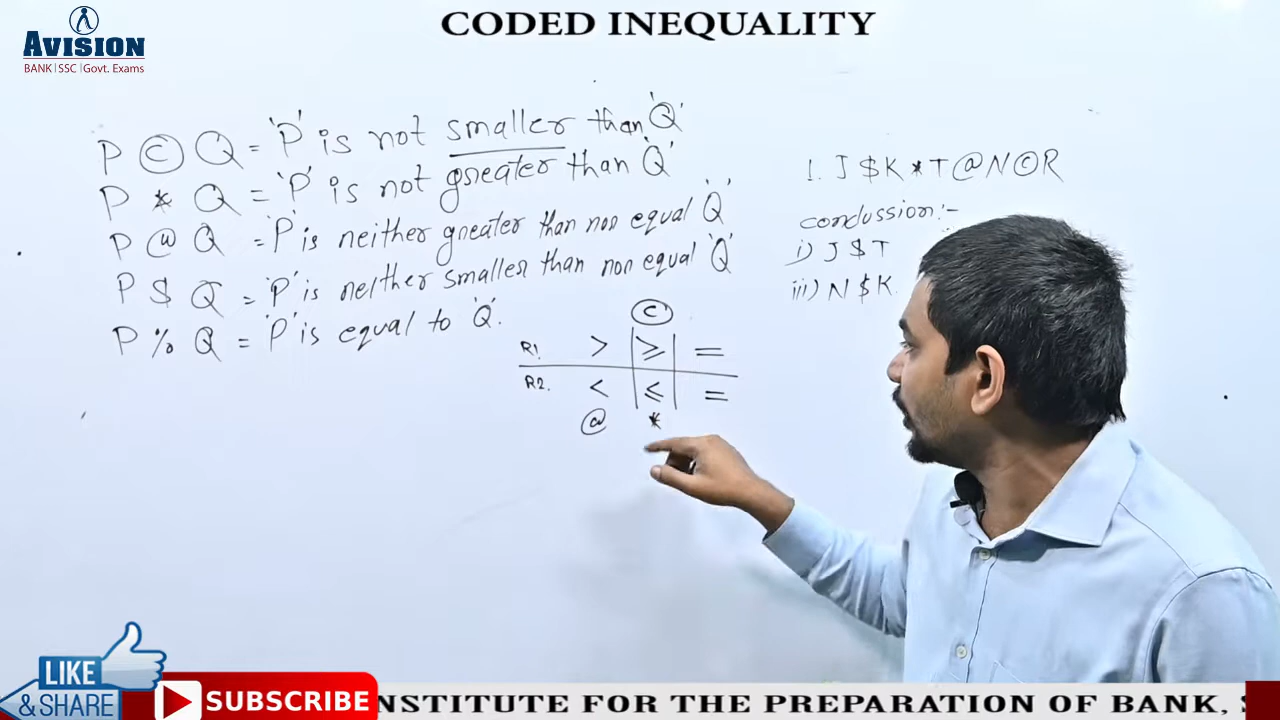 CODED INEQUALITY
AVISION
BANK|SSC|Govt. Exams
P © Q = 'P' is not smaller than 'Q'
P * Q = 'P' is not greater than 'Q'
P @ Q = 'P' is neither greater than nor equal 'Q'
P $ Q = 'P' is neither smaller than nor equal 'Q'
P % Q = 'P' is equal to 'Q'.
1. J $ K * T @ N © R
conclussion:-
i) J $ T
iii) N $ K
©
R1. > ≥ =
R2. < ≤ =
@ *
LIKE
& SHARE
SUBSCRIBE
NSTITUTE FOR THE PREPARATION OF BANK,